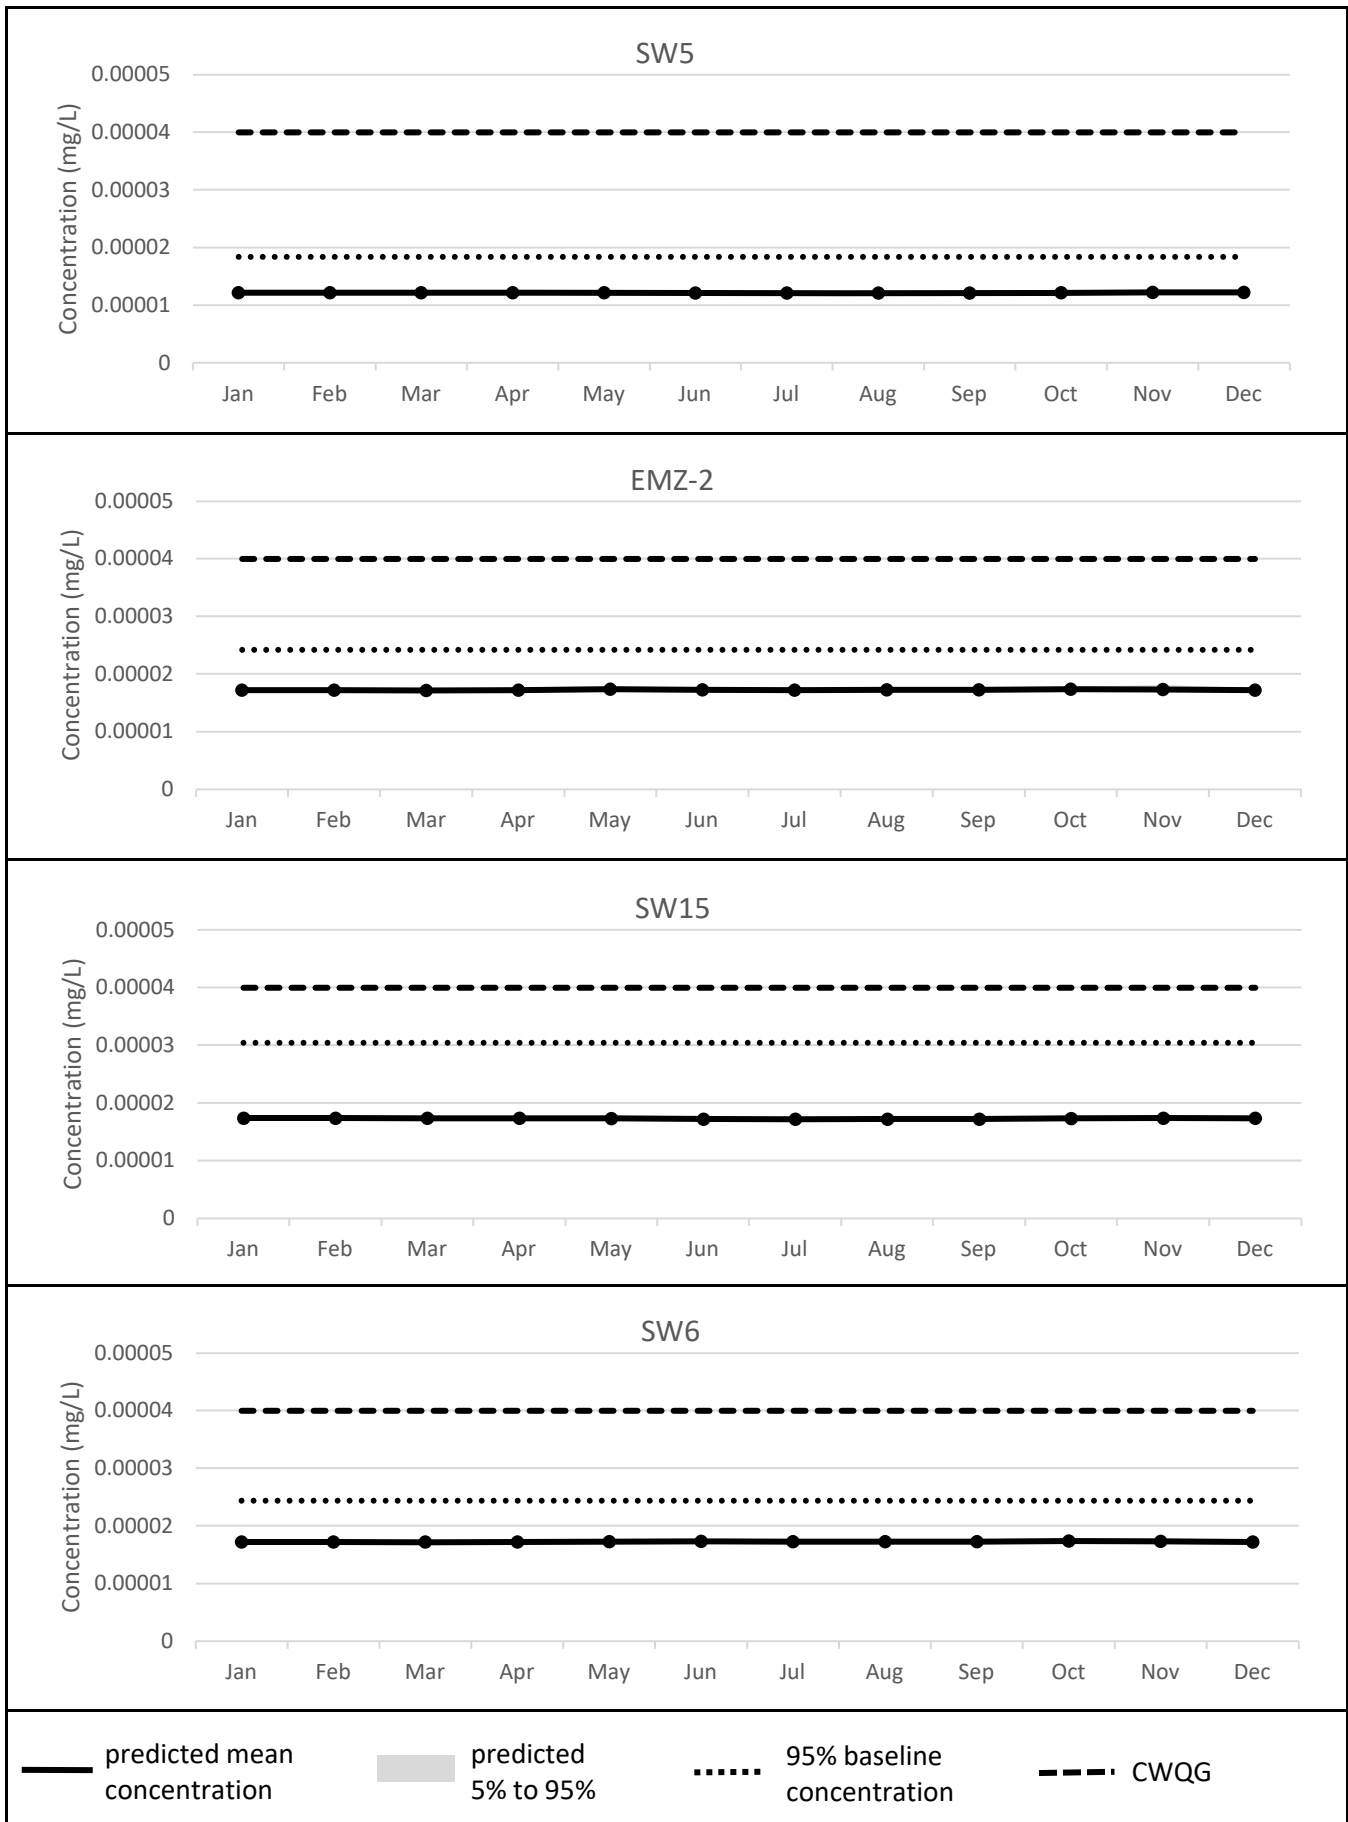 SW5
0.00005
0.00004
0.00003
0.00002
0.00001
0
Concentration (mg/L)
Jan Feb Mar Apr May Jun Jul Aug Sep Oct Nov Dec
EMZ-2
0.00005
0.00004
0.00003
0.00002
0.00001
0
Concentration (mg/L)
Jan Feb Mar Apr May Jun Jul Aug Sep Oct Nov Dec
SW15
0.00005
0.00004
0.00003
0.00002
0.00001
0
Concentration (mg/L)
Jan Feb Mar Apr May Jun Jul Aug Sep Oct Nov Dec
SW6
0.00005
0.00004
0.00003
0.00002
0.00001
0
Concentration (mg/L)
Jan Feb Mar Apr May Jun Jul Aug Sep Oct Nov Dec
predicted mean
concentration
predicted
5% to 95%
95% baseline
concentration
CWQG